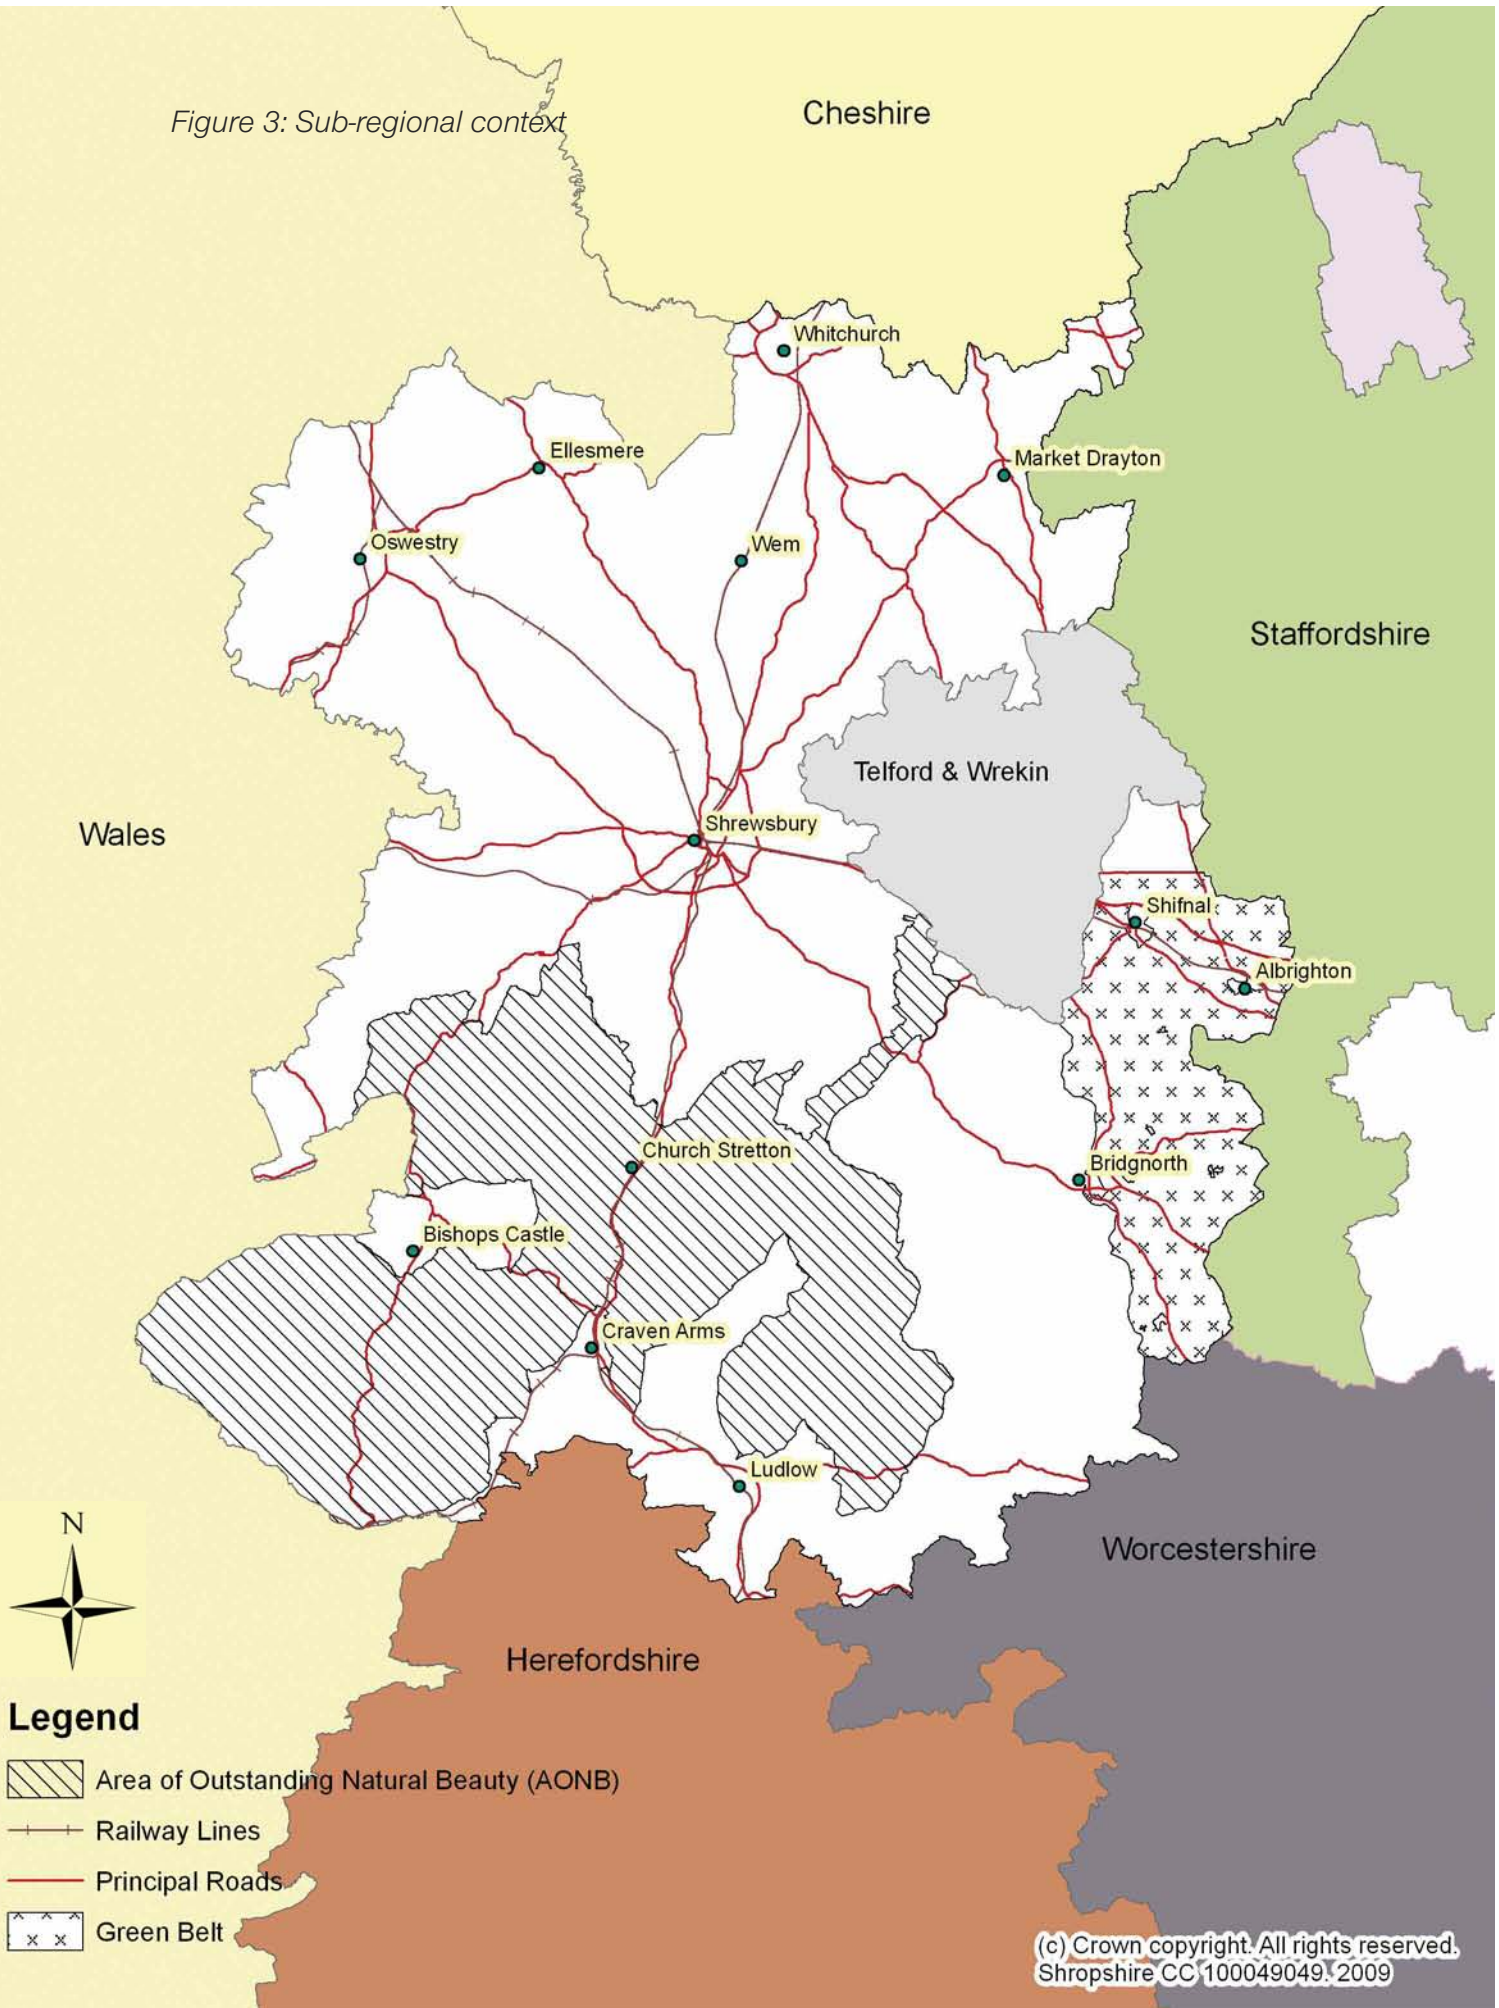 Figure 3: Sub-regional context
Cheshire
Whitchurch
Ellesmere
Market Drayton
Oswestry
Wem
Staffordshire
Telford & Wrekin
Shrewsbury
Wales
Shifnal
Albrighton
Church Stretton
Bridgnorth
Bishops Castle
Craven Arms
Ludlow
N
Worcestershire
Herefordshire
Legend
Area of Outstanding Natural Beauty (AONB)
Railway Lines
Principal Roads
Green Belt
(c) Crown copyright. All rights reserved.
Shropshire CC 100049049. 2009